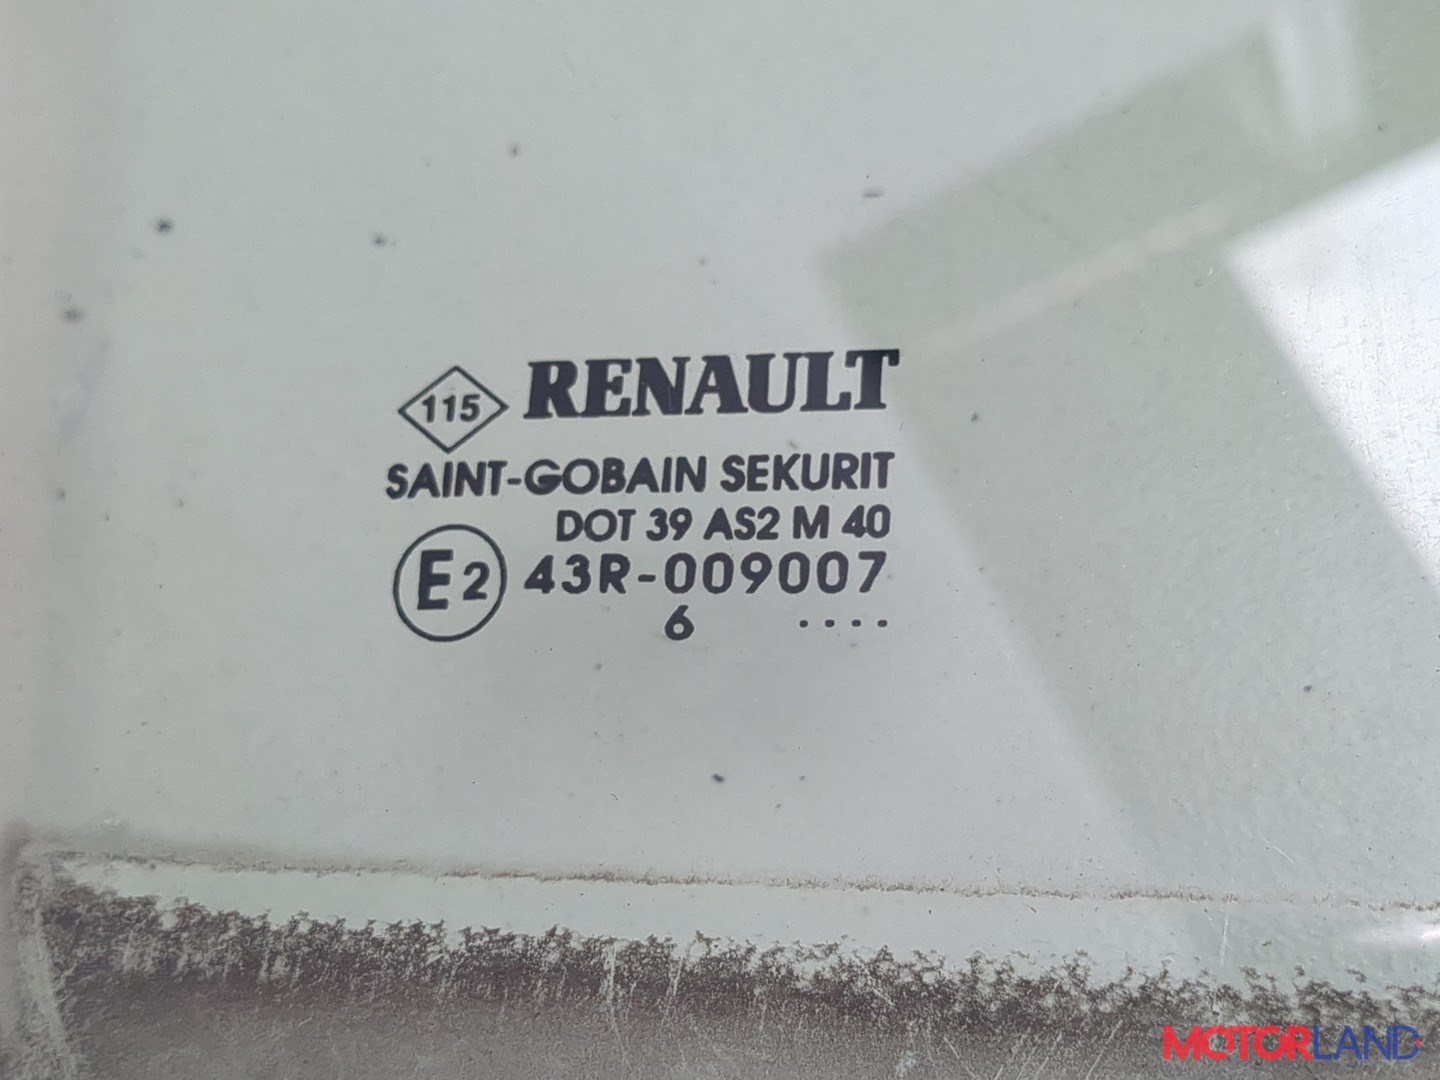 115 RENAULT
SAINT-GOBAIN SEKURIT
DOT 39 AS2 M 40
E2 43R-009007
6 ....
MOTORLAND